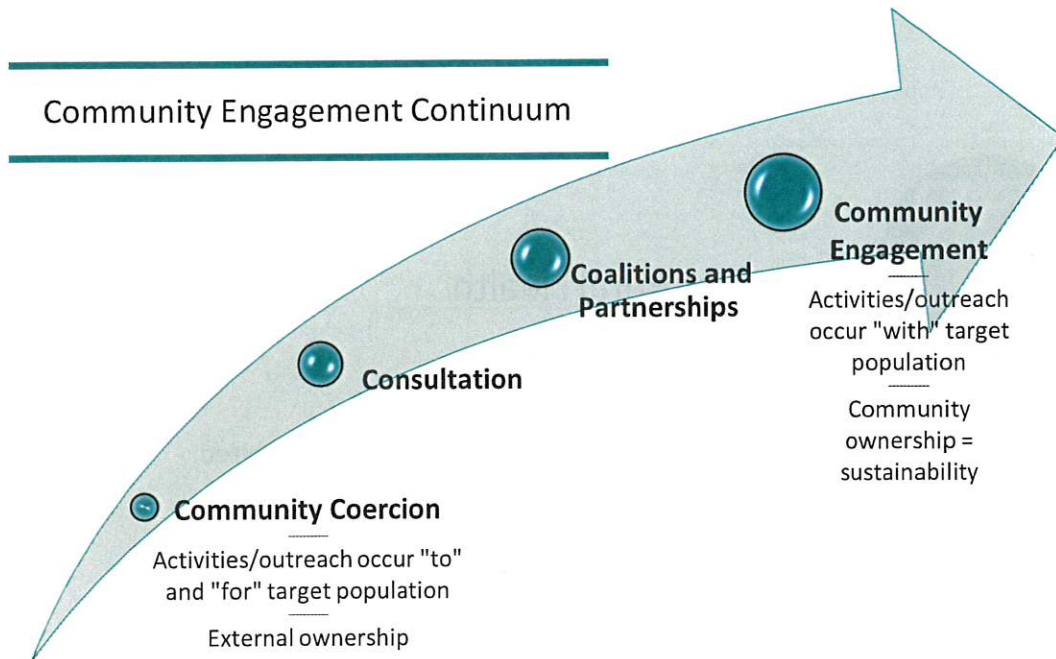 Community Engagement Continuum
Community
Engagement
Activities/outreach
occur "with" target
population
Community
ownership =
sustainability
Coalitions and
Partnerships
Consultation
Community Coercion
Activities/outreach occur "to"
and "for" target population
External ownership